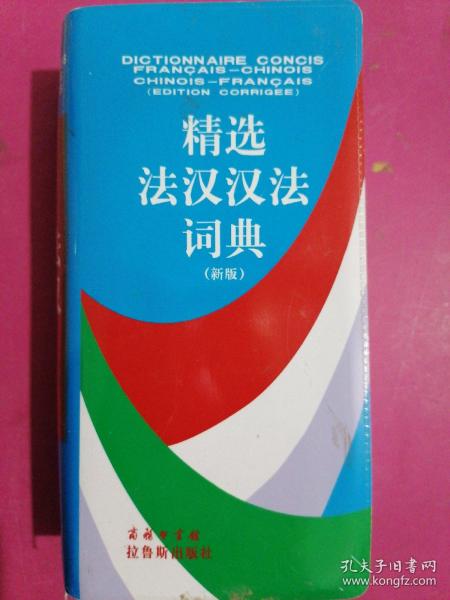 DICTIONNAIRE CONCIS
FRANÇAIS—CHINOIS
CHINOIS—FRANÇAIS
(EDITION CORRIGEE)
精选
法汉汉法
词典
(新版)
商务印书馆
拉鲁斯出版社
孔夫子旧书网
www.kongfz.com